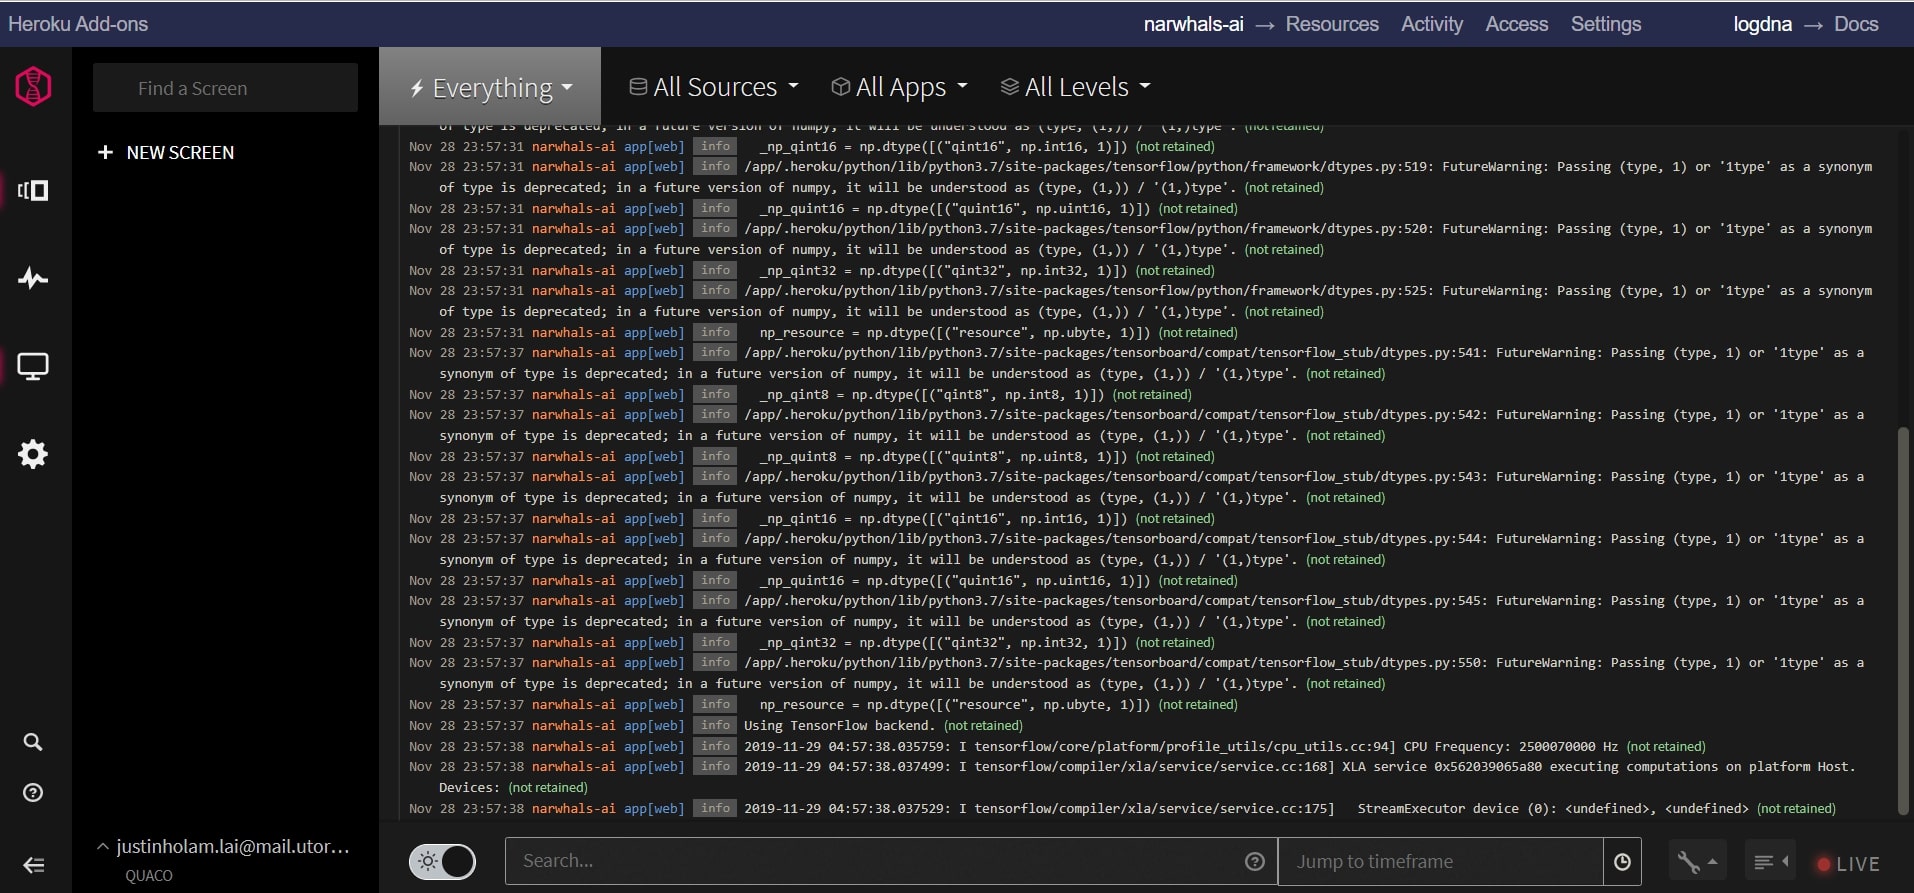 Heroku Add-ons
narwhals-ai → Resources Activity Access Settings logdna → Docs
Find a Screen
+ NEW SCREEN
Everything All Sources All Apps All Levels
of type is deprecated; in a future version of numpy, it will be understood as (type, (1,)) / '(1,)type'. (not retained)
Nov 28 23:57:31 narwhals-ai app[web] info _np_qint16 = np.dtype([("qint16", np.int16, 1)]) (not retained)
Nov 28 23:57:31 narwhals-ai app[web] info /app/.heroku/python/lib/python3.7/site-packages/tensorflow/python/framework/dtypes.py:519: FutureWarning: Passing (type, 1) or '1type' as a synonym
of type is deprecated; in a future version of numpy, it will be understood as (type, (1,)) / '(1,)type'. (not retained)
Nov 28 23:57:31 narwhals-ai app[web] info _np_quint16 = np.dtype([("quint16", np.uint16, 1)]) (not retained)
Nov 28 23:57:31 narwhals-ai app[web] info /app/.heroku/python/lib/python3.7/site-packages/tensorflow/python/framework/dtypes.py:520: FutureWarning: Passing (type, 1) or '1type' as a synonym
of type is deprecated; in a future version of numpy, it will be understood as (type, (1,)) / '(1,)type'. (not retained)
Nov 28 23:57:31 narwhals-ai app[web] info _np_qint32 = np.dtype([("qint32", np.int32, 1)]) (not retained)
Nov 28 23:57:31 narwhals-ai app[web] info /app/.heroku/python/lib/python3.7/site-packages/tensorflow/python/framework/dtypes.py:525: FutureWarning: Passing (type, 1) or '1type' as a synonym
of type is deprecated; in a future version of numpy, it will be understood as (type, (1,)) / '(1,)type'. (not retained)
Nov 28 23:57:31 narwhals-ai app[web] info np_resource = np.dtype([("resource", np.ubyte, 1)]) (not retained)
Nov 28 23:57:37 narwhals-ai app[web] info /app/.heroku/python/lib/python3.7/site-packages/tensorboard/compat/tensorflow_stub/dtypes.py:541: FutureWarning: Passing (type, 1) or '1type' as a
synonym of type is deprecated; in a future version of numpy, it will be understood as (type, (1,)) / '(1,)type'. (not retained)
Nov 28 23:57:37 narwhals-ai app[web] info _np_qint8 = np.dtype([("qint8", np.int8, 1)]) (not retained)
Nov 28 23:57:37 narwhals-ai app[web] info /app/.heroku/python/lib/python3.7/site-packages/tensorboard/compat/tensorflow_stub/dtypes.py:542: FutureWarning: Passing (type, 1) or '1type' as a
synonym of type is deprecated; in a future version of numpy, it will be understood as (type, (1,)) / '(1,)type'. (not retained)
Nov 28 23:57:37 narwhals-ai app[web] info _np_quint8 = np.dtype([("quint8", np.uint8, 1)]) (not retained)
Nov 28 23:57:37 narwhals-ai app[web] info /app/.heroku/python/lib/python3.7/site-packages/tensorboard/compat/tensorflow_stub/dtypes.py:543: FutureWarning: Passing (type, 1) or '1type' as a
synonym of type is deprecated; in a future version of numpy, it will be understood as (type, (1,)) / '(1,)type'. (not retained)
Nov 28 23:57:37 narwhals-ai app[web] info _np_qint16 = np.dtype([("qint16", np.int16, 1)]) (not retained)
Nov 28 23:57:37 narwhals-ai app[web] info /app/.heroku/python/lib/python3.7/site-packages/tensorboard/compat/tensorflow_stub/dtypes.py:544: FutureWarning: Passing (type, 1) or '1type' as a
synonym of type is deprecated; in a future version of numpy, it will be understood as (type, (1,)) / '(1,)type'. (not retained)
Nov 28 23:57:37 narwhals-ai app[web] info _np_quint16 = np.dtype([("quint16", np.uint16, 1)]) (not retained)
Nov 28 23:57:37 narwhals-ai app[web] info /app/.heroku/python/lib/python3.7/site-packages/tensorboard/compat/tensorflow_stub/dtypes.py:545: FutureWarning: Passing (type, 1) or '1type' as a
synonym of type is deprecated; in a future version of numpy, it will be understood as (type, (1,)) / '(1,)type'. (not retained)
Nov 28 23:57:37 narwhals-ai app[web] info _np_qint32 = np.dtype([("qint32", np.int32, 1)]) (not retained)
Nov 28 23:57:37 narwhals-ai app[web] info /app/.heroku/python/lib/python3.7/site-packages/tensorboard/compat/tensorflow_stub/dtypes.py:550: FutureWarning: Passing (type, 1) or '1type' as a
synonym of type is deprecated; in a future version of numpy, it will be understood as (type, (1,)) / '(1,)type'. (not retained)
Nov 28 23:57:37 narwhals-ai app[web] info np_resource = np.dtype([("resource", np.ubyte, 1)]) (not retained)
Nov 28 23:57:37 narwhals-ai app[web] info Using TensorFlow backend. (not retained)
Nov 28 23:57:38 narwhals-ai app[web] info 2019-11-29 04:57:38.035759: I tensorflow/core/platform/profile_utils/cpu_utils.cc:94] CPU Frequency: 2500070000 Hz (not retained)
Nov 28 23:57:38 narwhals-ai app[web] info 2019-11-29 04:57:38.037499: I tensorflow/compiler/xla/service/service.cc:168] XLA service 0x562039065a80 executing computations on platform Host.
Devices: (not retained)
Nov 28 23:57:38 narwhals-ai app[web] info 2019-11-29 04:57:38.037529: I tensorflow/compiler/xla/service/service.cc:175] StreamExecutor device (0): <undefined>, <undefined> (not retained)
justinholam.lai@mail.utor...
QUACO
Search...
Jump to timeframe
LIVE